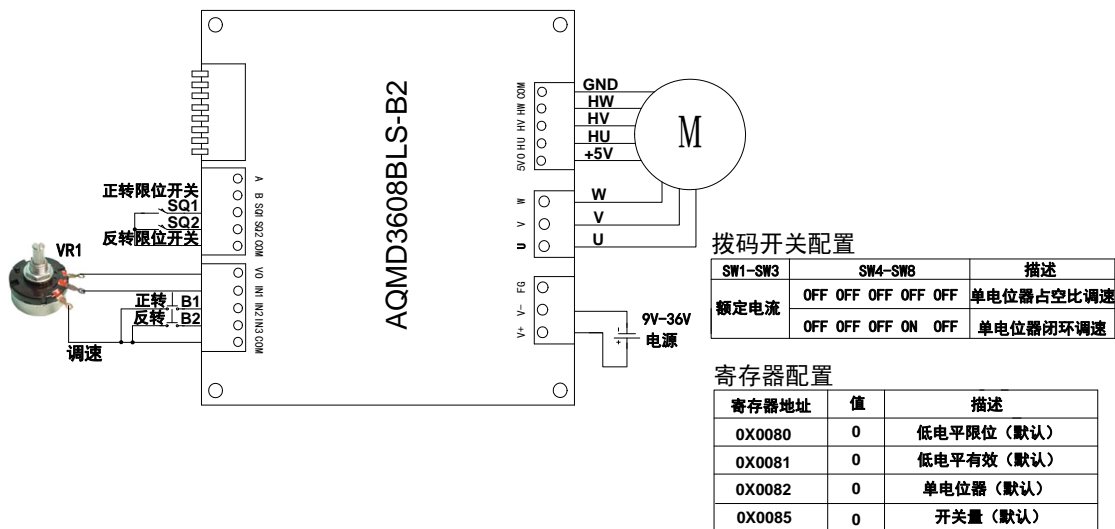 AQMD3608BLS-B2
正转限位开关
SQ1
SQ2
反转限位开关
A B SQ1 SQ2 COM
VR1
正转 B1
反转 B2
调速
VO IN1 IN2 IN3 COM
5VO HU HV HW COM
GND
HW
HV
HU
+5V
M
W
V
U
W V U
V+ V- FG
9V-36V
电源
拨码开关配置
SW1-SW3 SW4-SW8 描述
额定电流
OFF OFF OFF OFF OFF 单电位器占空比调速
OFF OFF OFF ON OFF 单电位器闭环调速
寄存器配置
寄存器地址 值 描述
0X0080 0 低电平限位（默认）
0X0081 0 低电平有效（默认）
0X0082 0 单电位器（默认）
0X0085 0 开关量（默认）